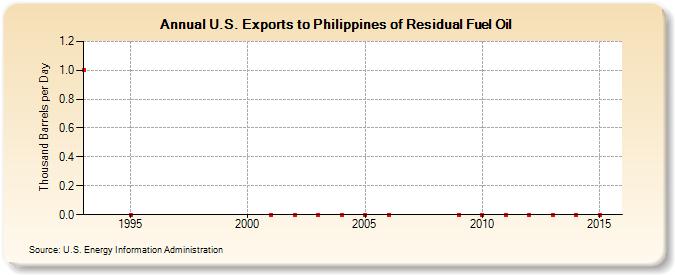 Annual U.S. Exports to Philippines of Residual Fuel Oil
Thousand Barrels per Day
1.2
1.0
0.8
0.6
0.4
0.2
0.0
1995 2000 2005 2010 2015
Source: U.S. Energy Information Administration